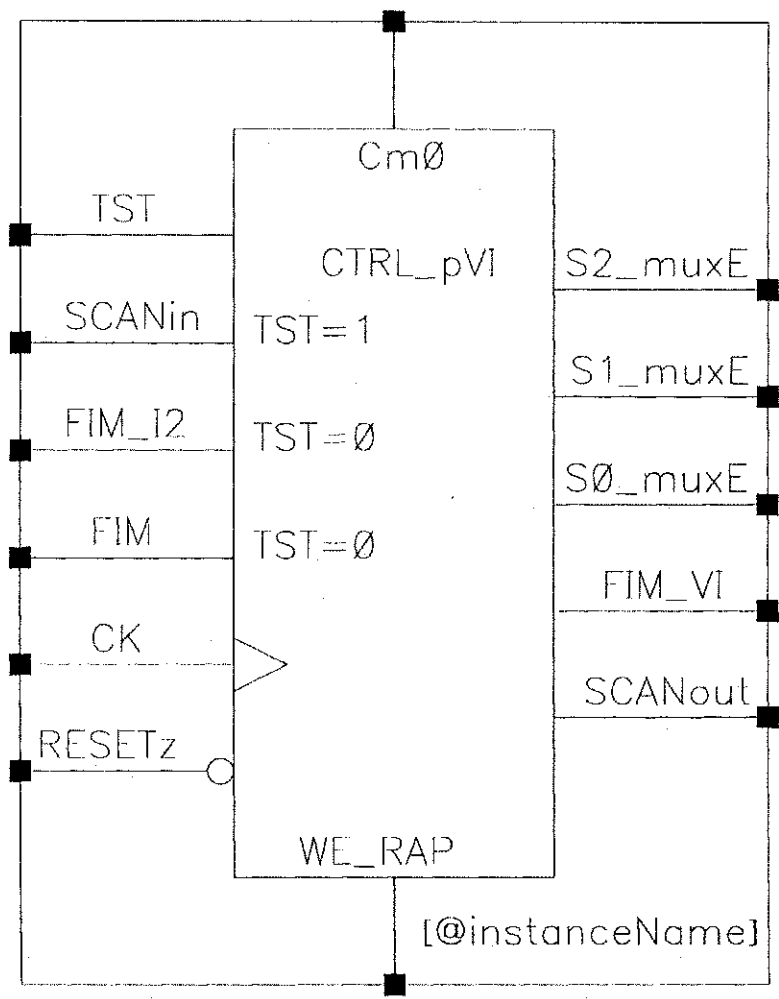 CmØ
TST
CTRL_pVI
S2_muxE
SCANin
TST=1
S1_muxE
FIM_I2
TST=Ø
SØ_muxE
FIM
TST=Ø
FIM_VI
CK
SCANout
RESETz
WE_RAP
[@instanceName]